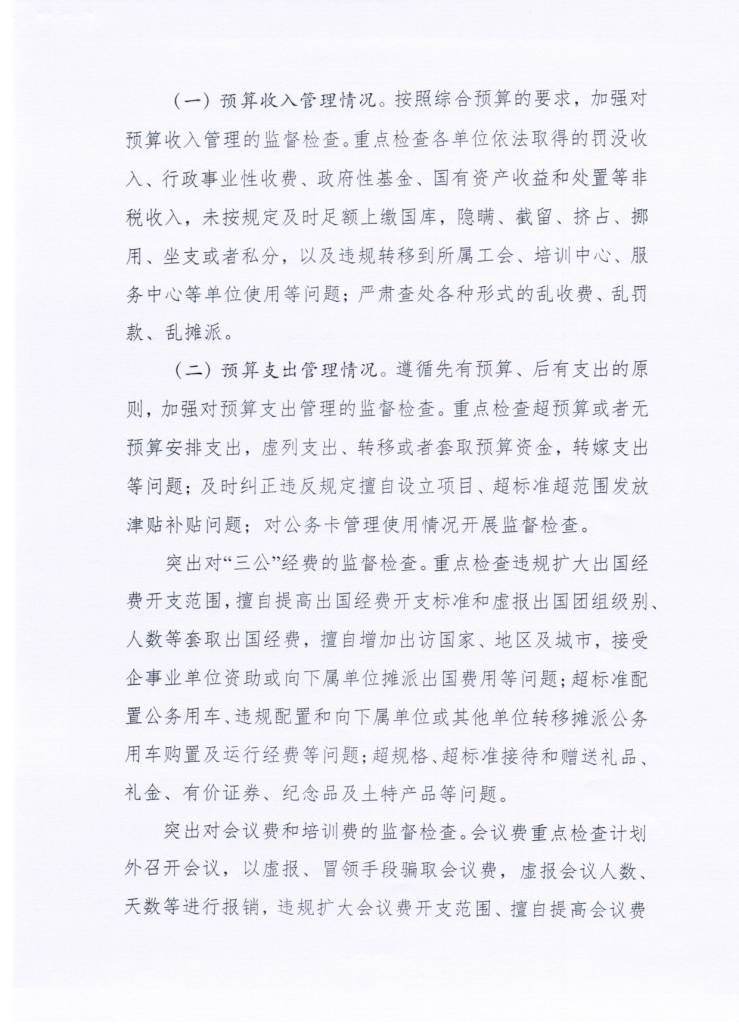 （一）预算收入管理情况。按照综合预算的要求，加强对
预算收入管理的监督检查。重点检查各单位依法取得的罚没收
入、行政事业性收费、政府性基金、国有资产收益和处置等非
税收入，未按规定及时足额上缴国库，隐瞒、截留、挤占、挪
用、坐支或者私分，以及违规转移到所属工会、培训中心、服
务中心等单位使用等问题；严肃查处各种形式的乱收费、乱罚
款、乱摊派。
（二）预算支出管理情况。遵循先有预算、后有支出的原
则，加强对预算支出管理的监督检查。重点检查超预算或者无
预算安排支出，虚列支出、转移或者套取预算资金，转嫁支出
等问题；及时纠正违反规定擅自设立项目、超标准超范围发放
津贴补贴问题；对公务卡管理使用情况开展监督检查。
突出对“三公”经费的监督检查。重点检查违规扩大出国经
费开支范围，擅自提高出国经费开支标准和虚报出国团组级别、
人数等套取出国经费，擅自增加出访国家、地区及城市，接受
企事业单位资助或向下属单位摊派出国费用等问题；超标准配
置公务用车、违规配置和向下属单位或其他单位转移摊派公务
用车购置及运行经费等问题；超规格、超标准接待和赠送礼品、
礼金、有价证券、纪念品及土特产品等问题。
突出对会议费和培训费的监督检查。会议费重点检查计划
外召开会议，以虚报、冒领手段骗取会议费，虚报会议人数、
天数等进行报销，违规扩大会议费开支范围、擅自提高会议费